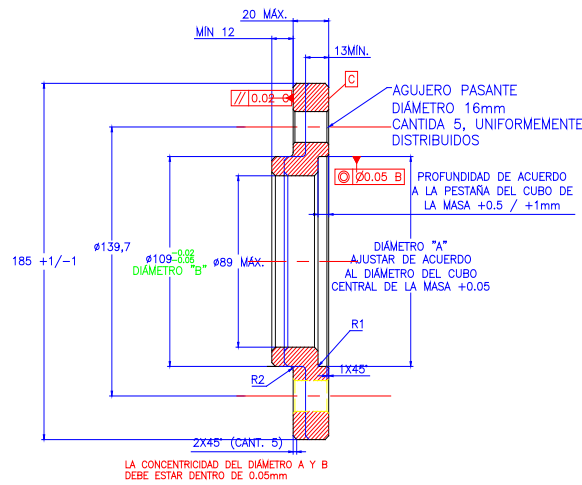 20 MÁX.
MÍN 12
13MÍN.
C
// 0.02 C
AGUJERO PASANTE
DIÁMETRO 16mm
CANTIDA 5, UNIFORMEMENTE
DISTRIBUIDOS
Ø0.05 B
PROFUNDIDAD DE ACUERDO
A LA PESTAÑA DEL CUBO DE
LA MASA +0.5 / +1mm
ø139,7
185 +1/-1
ø109 -0.02
-0.05
DIÁMETRO "B"
ø89 MÁX.
DIÁMETRO "A"
AJUSTAR DE ACUERDO
AL DIÁMETRO DEL CUBO
CENTRAL DE LA MASA +0.05
R1
R2
1X45°
2X45° (CANT. 5)
LA CONCENTRICIDAD DEL DIÁMETRO A Y B
DEBE ESTAR DENTRO DE 0.05mm